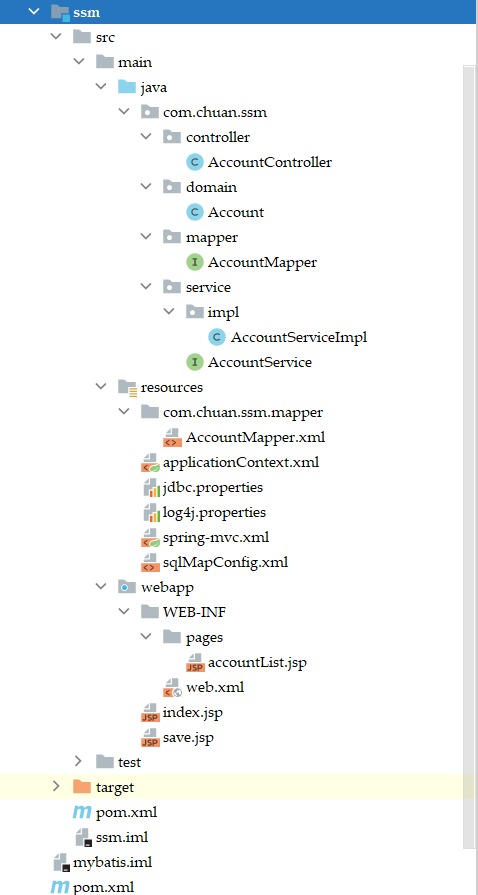 ssm
src
main
java
com.chuan.ssm
controller
C AccountController
domain
C Account
mapper
I AccountMapper
service
impl
C AccountServiceImpl
I AccountService
resources
com.chuan.ssm.mapper
AccountMapper.xml
applicationContext.xml
jdbc.properties
log4j.properties
spring-mvc.xml
sqlMapConfig.xml
webapp
WEB-INF
pages
JSP accountList.jsp
web.xml
JSP index.jsp
JSP save.jsp
test
target
m pom.xml
ssm.iml
mybatis.iml
m pom.xml